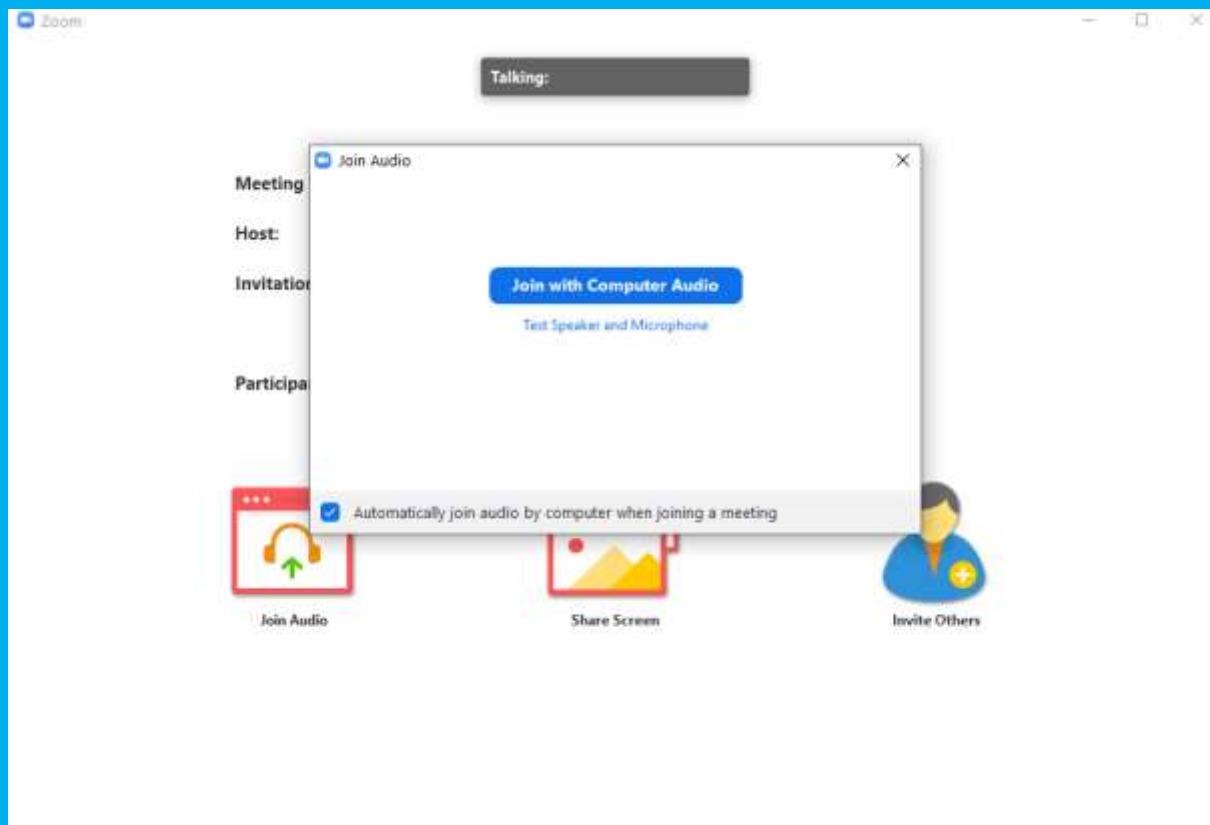 Zoom
Talking:
Join Audio
Meeting
Host:
Invitation
Join with Computer Audio
Test Speaker and Microphone
Participa
Automatically join audio by computer when joining a meeting
Join Audio
Share Screen
Invite Others